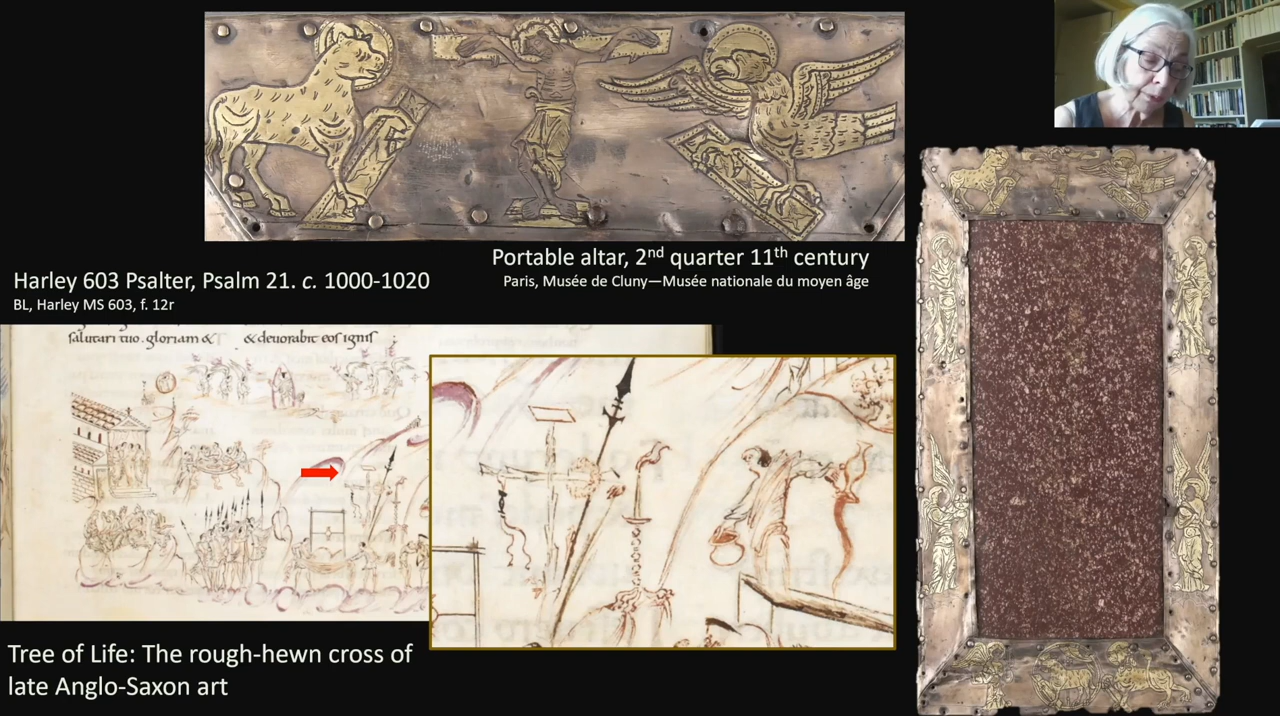 Portable altar, 2nd quarter 11th century
Paris, Musée de Cluny—Musée nationale du moyen âge
Harley 603 Psalter, Psalm 21. c. 1000-1020
BL, Harley MS 603, f. 12r
salutari tuo. gloriam & & deuorabit eos ignis
Tree of Life: The rough-hewn cross of
late Anglo-Saxon art